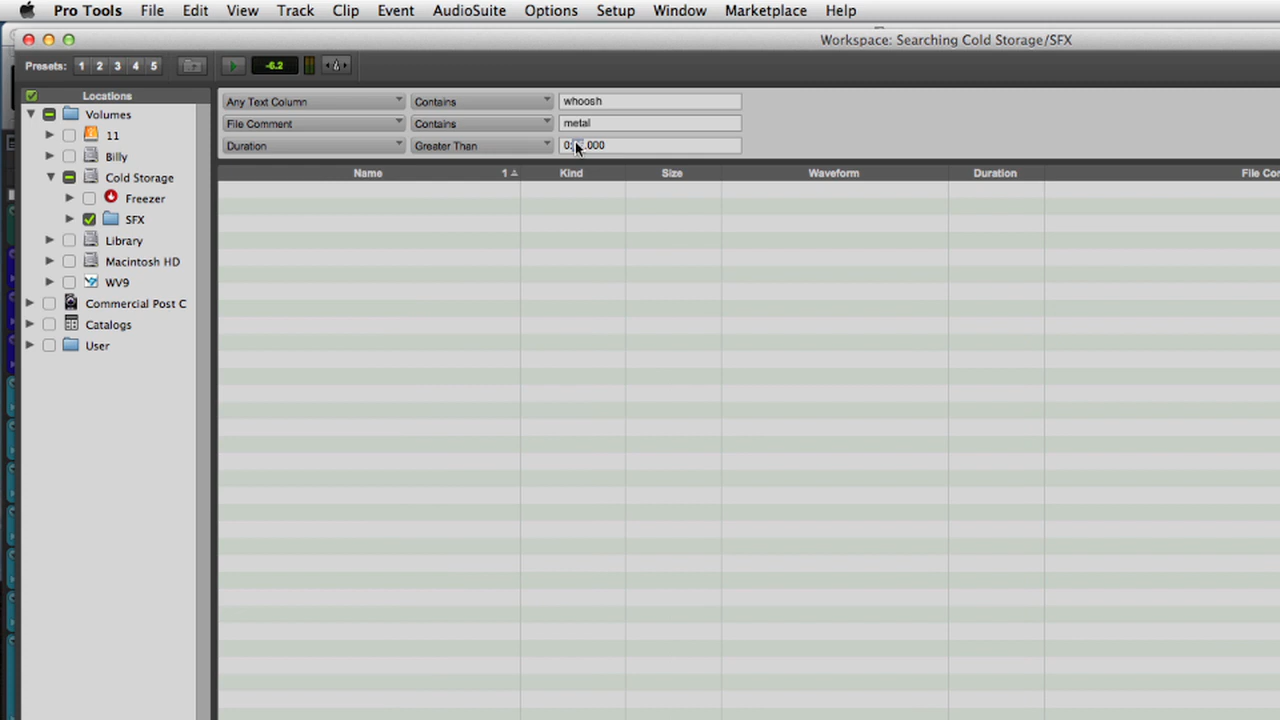 Pro Tools File Edit View Track Clip Event AudioSuite Options Setup Window Marketplace Help
Workspace: Searching Cold Storage/SFX
Presets: 1 2 3 4 5 -6.2
Locations
Volumes
11
Billy
Cold Storage
Freezer
SFX
Library
Macintosh HD
WV9
Commercial Post C
Catalogs
User
Any Text Column Contains whoosh
File Comment Contains metal
Duration Greater Than
Name 1 Kind Size Waveform Duration File Cor